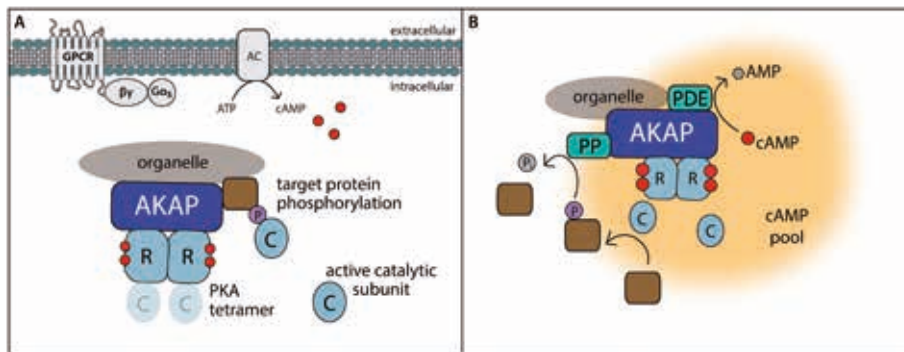 A
extracellular
GPCR
AC
intracellular
βγ
Gαs
ATP
cAMP
organelle
AKAP
target protein
phosphorylation
P
C
R
R
PKA
tetramer
C
C
active catalytic
subunit
C
B
AMP
organelle
PDE
AKAP
PP
cAMP
Pi
R
R
P
C
C
cAMP
pool